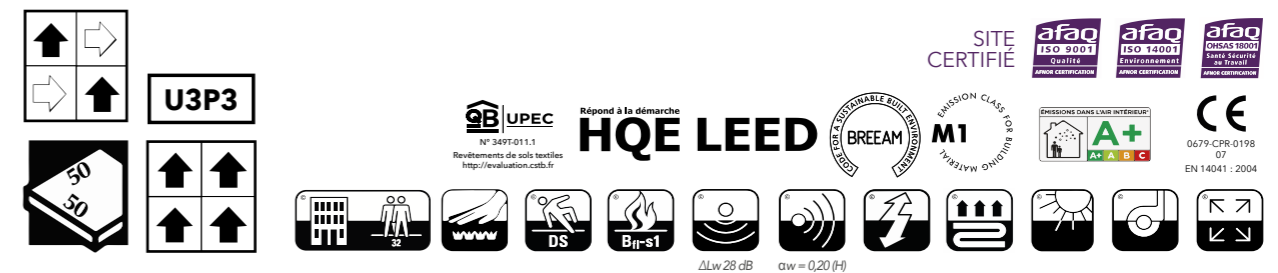 SITE
CERTIFIÉ
afaq
ISO 9001
Qualité
AFNOR CERTIFICATION
afaq
ISO 14001
Environnement
AFNOR CERTIFICATION
afaq
OHSAS 18001
Santé Sécurité
au Travail
AFNOR CERTIFICATION
U3P3
50
50
QB UPEC
N° 349T-011.1
Revêtements de sols textiles
http://evaluation.cstb.fr
Répond à la démarche
HQE LEED
CODE FOR A SUSTAINABLE BUILT ENVIRONMENT
BREEAM
EMISSION CLASS FOR BUILDING MATERIAL
M1
ÉMISSIONS DANS L'AIR INTÉRIEUR*
A+
A+ A B C
CE
0679-CPR-0198
07
EN 14041 : 2004
©
32
DS
Bfl-s1
ΔLw 28 dB
αw = 0,20 (H)